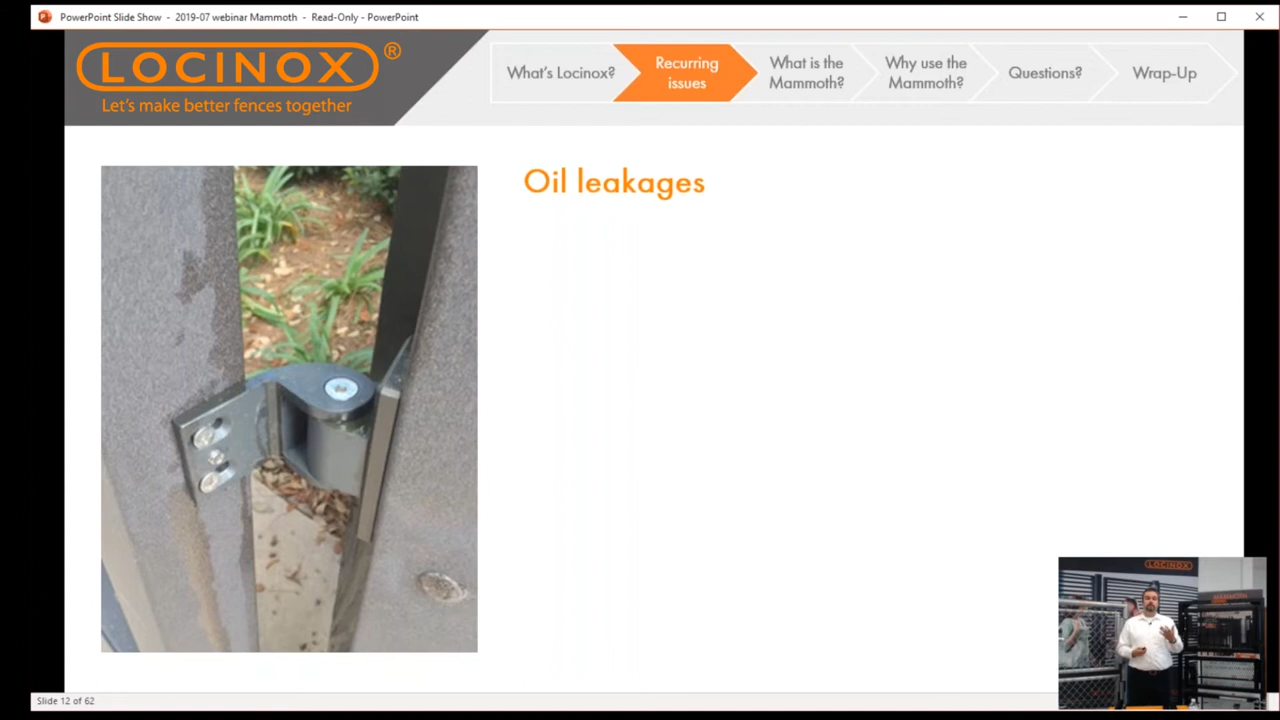 PowerPoint Slide Show - 2019-07 webinar Mammoth - Read-Only - PowerPoint
LOCINOX®
Let's make better fences together
What's Locinox?
Recurring
issues
What is the
Mammoth?
Why use the
Mammoth?
Questions?
Wrap-Up
Oil leakages
LOCINOX
MAMMOTH
Slide 12 of 62